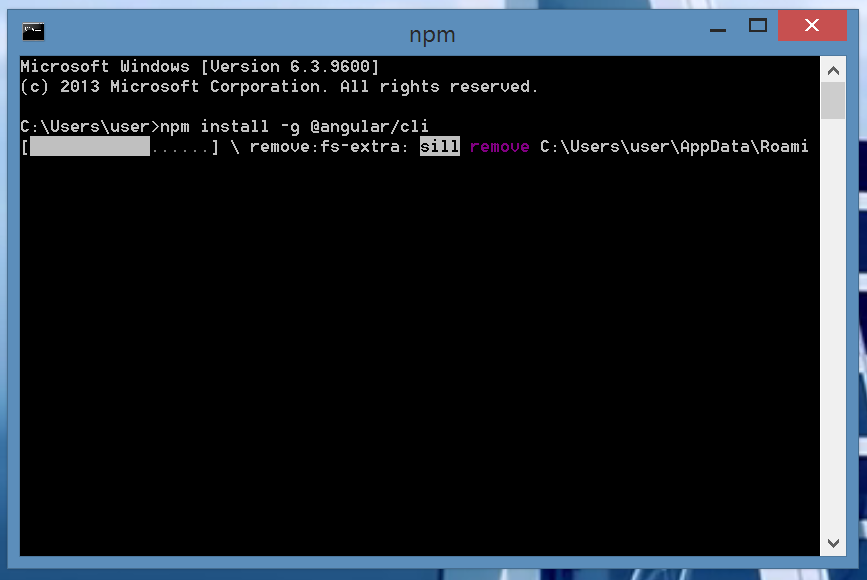 npm
Microsoft Windows [Version 6.3.9600]
(c) 2013 Microsoft Corporation. All rights reserved.
C:\Users\user>npm install -g @angular/cli
[            ......] \ remove:fs-extra: sill remove C:\Users\user\AppData\Roami